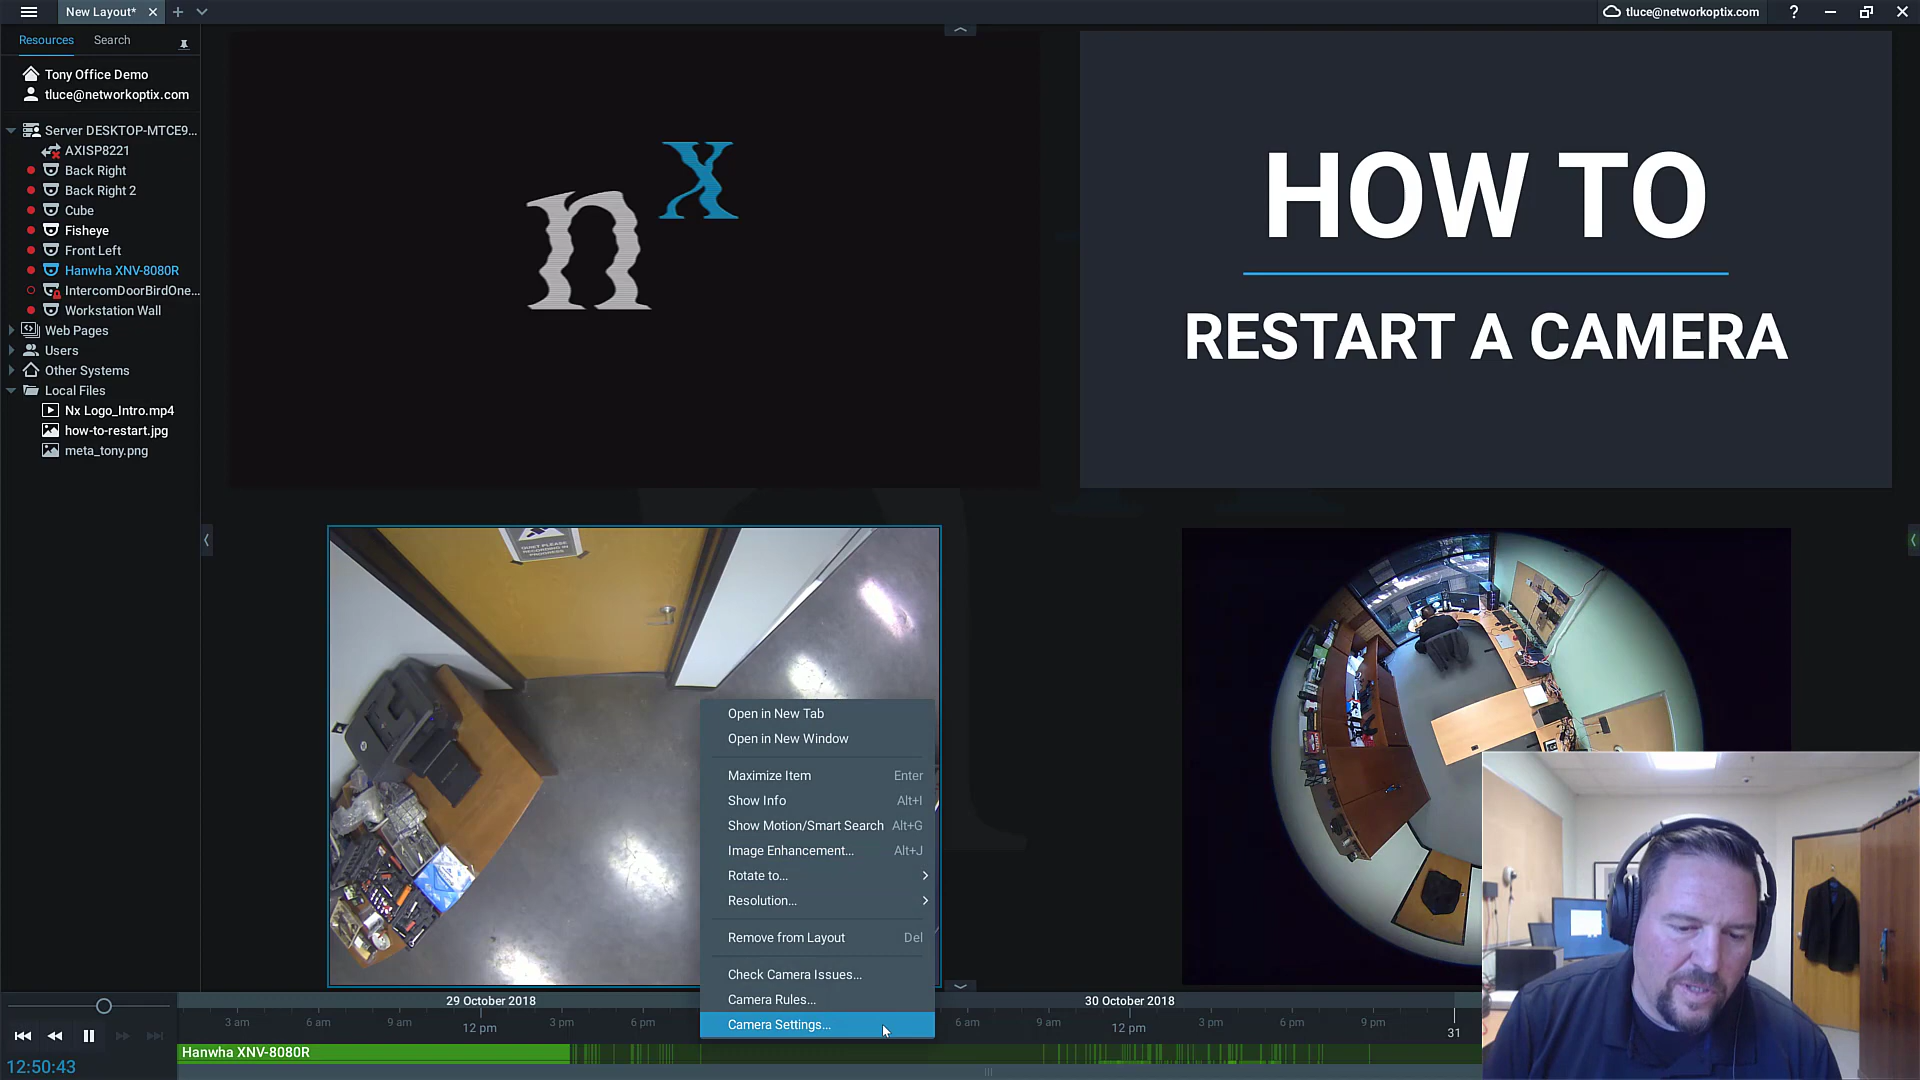 New Layout*
tluce@networkoptix.com
?
Resources
Search
Tony Office Demo
tluce@networkoptix.com
Server DESKTOP-MTCE9...
AXISP8221
Back Right
Back Right 2
Cube
Fisheye
Front Left
Hanwha XNV-8080R
IntercomDoorBirdOne...
Workstation Wall
Web Pages
Users
Other Systems
Local Files
Nx Logo_Intro.mp4
how-to-restart.jpg
meta_tony.png
nx
HOW TO
RESTART A CAMERA
QUIET PLEASE
RECORDING IN
PROGRESS
Open in New Tab
Open in New Window
Maximize Item Enter
Show Info Alt+I
Show Motion/Smart Search Alt+G
Image Enhancement... Alt+J
Rotate to...
Resolution...
Remove from Layout Del
Check Camera Issues...
Camera Rules...
Camera Settings...
29 October 2018
30 October 2018
3 am 6 am 9 am 12 pm 3 pm 6 pm 6 am 9 am 12 pm 3 pm 6 pm 9 pm 31
Hanwha XNV-8080R
12:50:43